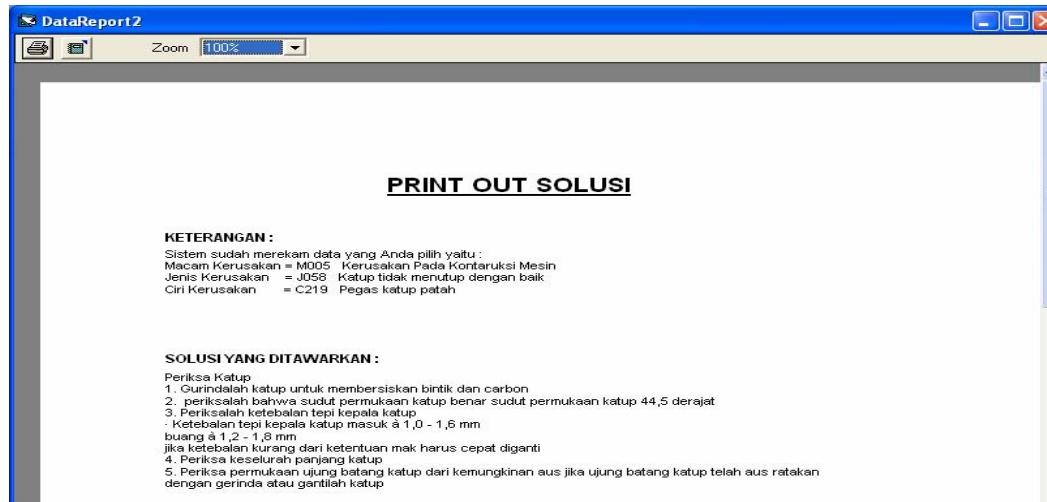 DataReport2
Zoom 100%
PRINT OUT SOLUSI
KETERANGAN :
Sistem sudah merekam data yang Anda pilih yaitu :
Macam Kerusakan = M005 Kerusakan Pada Kontaruksi Mesin
Jenis Kerusakan = J058 Katup tidak menutup dengan baik
Ciri Kerusakan = C219 Pegas katup patah
SOLUSI YANG DITAWARKAN :
Periksa Katup
1. Gurindalah katup untuk membersiskan bintik dan carbon
2. periksalah bahwa sudut permukaan katup benar sudut permukaan katup 44,5 derajat
3. Periksalah ketebalan tepi kepala katup
· Ketebalan tepi kepala katup masuk à 1,0 - 1,6 mm
buang à 1,2 - 1,8 mm
jika ketebalan kurang dari ketentuan mak harus cepat diganti
4. Periksa keselurah panjang katup
5. Periksa permukaan ujung batang katup dari kemungkinan aus jika ujung batang katup telah aus ratakan
dengan gerinda atau gantilah katup